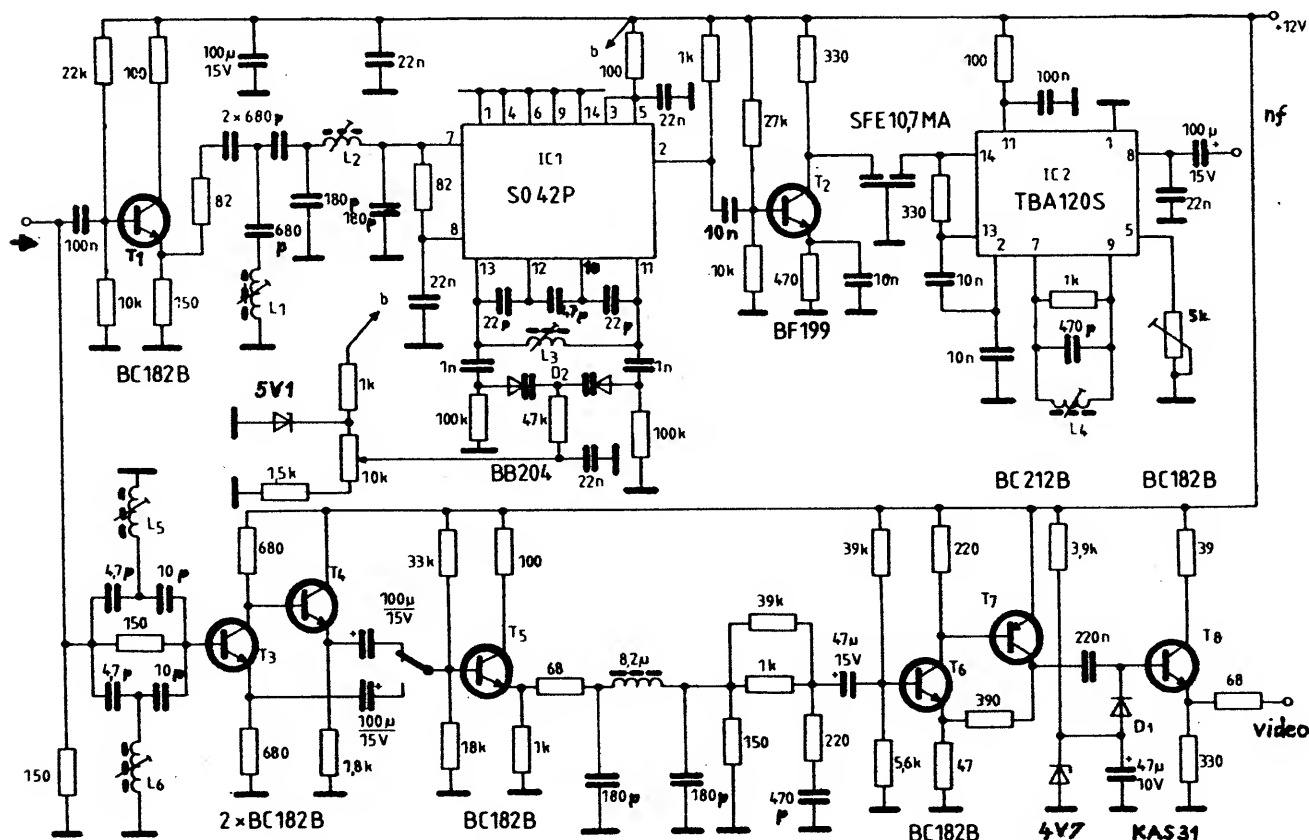 +12V
22k
100
100µ
15V
22n
b
100
1k
330
100
100n
2×680p
L2
1
4
6
9
14
3
5
22n
27k
SFE10,7MA
11
1
nf
7
IC1
SO42P
2
82
82
180p
180p
680p
8
100n
T1
T2
14
IC2
TBA120S
8
100µ
15V
22n
330
13
2
7
9
5
10n
10k
150
L1
22n
13
12
10
11
22p
47p
22p
10k
470
10n
10n
1k
470p
5k
BC182B
L3
BF199
b
1n
D2
1n
10n
L4
5V1
1k
100k
47k
100k
10k
1,5k
BB204
22n
BC212B
BC182B
L5
680
T4
33k
100
39k
220
3,9k
39
4,7p
10p
100µ
15V
39k
T7
150
T3
T5
68
8,2µ
1k
47µ
15V
T6
220n
T8
4,7p
10p
390
D1
68
video
100µ
15V
150
L6
680
1,8k
18k
1k
180p
180p
150
220
470p
5,6k
47
47µ
10V
330
2×BC182B
BC182B
BC182B
4V7
KAS31